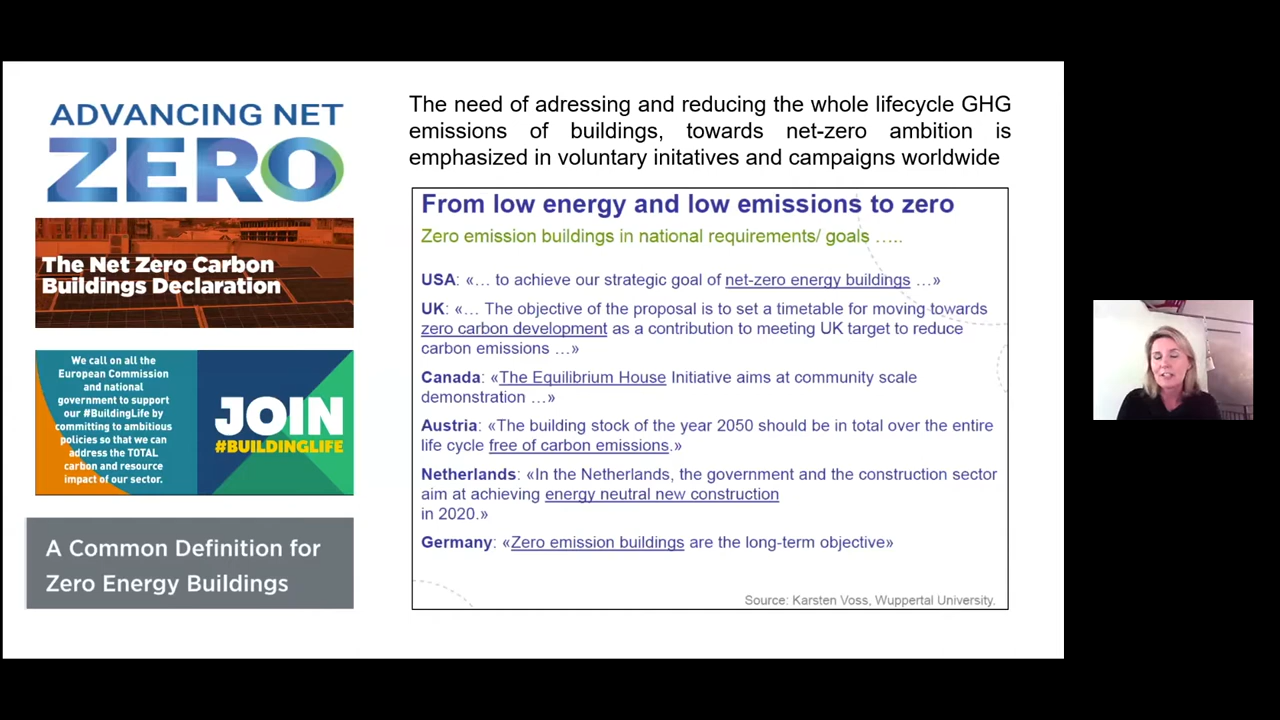 ADVANCING NET
ZERO
The Net Zero Carbon
Buildings Declaration
We call on all the
European Commission
and national
government to support
our #BuildingLife by
committing to ambitious
policies so that we can
address the TOTAL
carbon and resource
impact of our sector.
JOIN
#BUILDINGLIFE
A Common Definition for
Zero Energy Buildings
The need of adressing and reducing the whole lifecycle GHG
emissions of buildings, towards net-zero ambition is
emphasized in voluntary initatives and campaigns worldwide
From low energy and low emissions to zero
Zero emission buildings in national requirements/ goals …..
USA: «… to achieve our strategic goal of net-zero energy buildings …»
UK: «… The objective of the proposal is to set a timetable for moving towards
zero carbon development as a contribution to meeting UK target to reduce
carbon emissions …»
Canada: «The Equilibrium House Initiative aims at community scale
demonstration …»
Austria: «The building stock of the year 2050 should be in total over the entire
life cycle free of carbon emissions.»
Netherlands: «In the Netherlands, the government and the construction sector
aim at achieving energy neutral new construction
in 2020.»
Germany: «Zero emission buildings are the long-term objective»
Source: Karsten Voss, Wuppertal University.